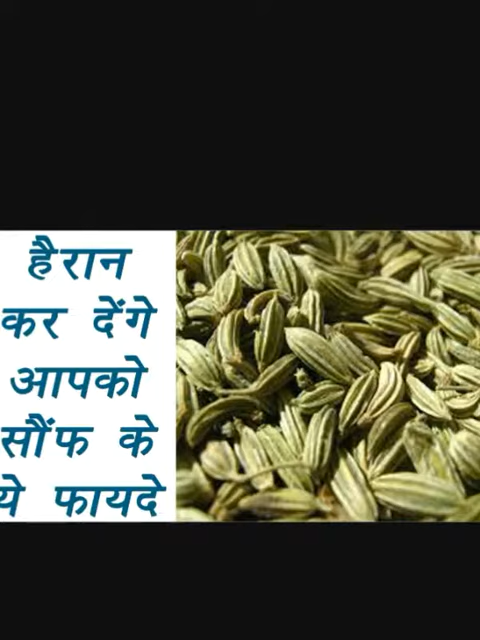 हैरान
कर देंगे
आपको
सौंफ के
ये फायदे